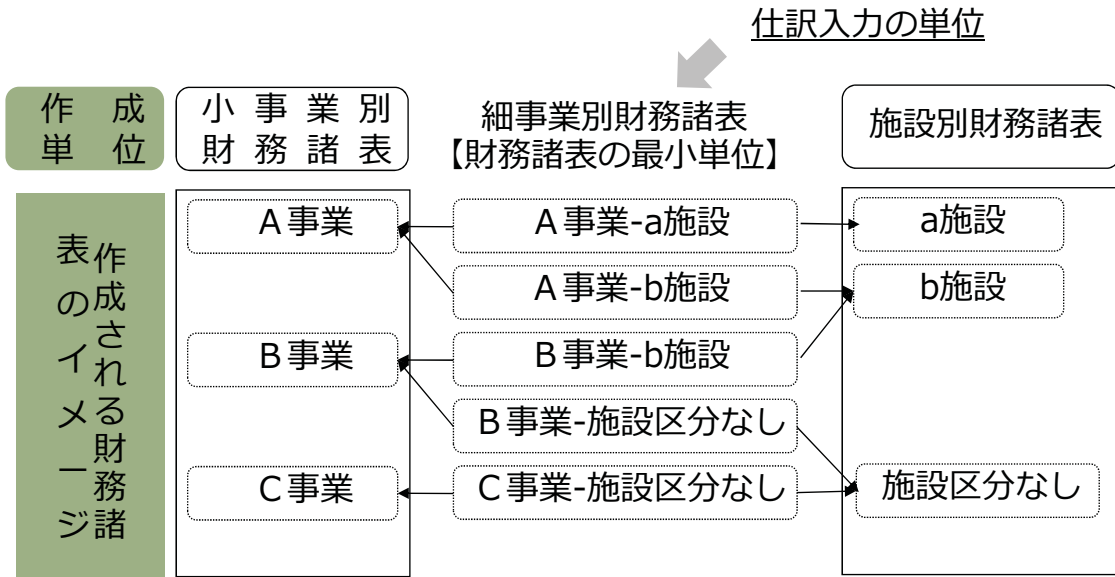 仕訳入力の単位
作成
単位
小事業別
財務諸表
細事業別財務諸表
【財務諸表の最小単位】
施設別財務諸表
作成される財務諸
表のイメージ
A事業
A事業-a施設
a施設
A事業-b施設
b施設
B事業
B事業-b施設
B事業-施設区分なし
C事業
C事業-施設区分なし
施設区分なし